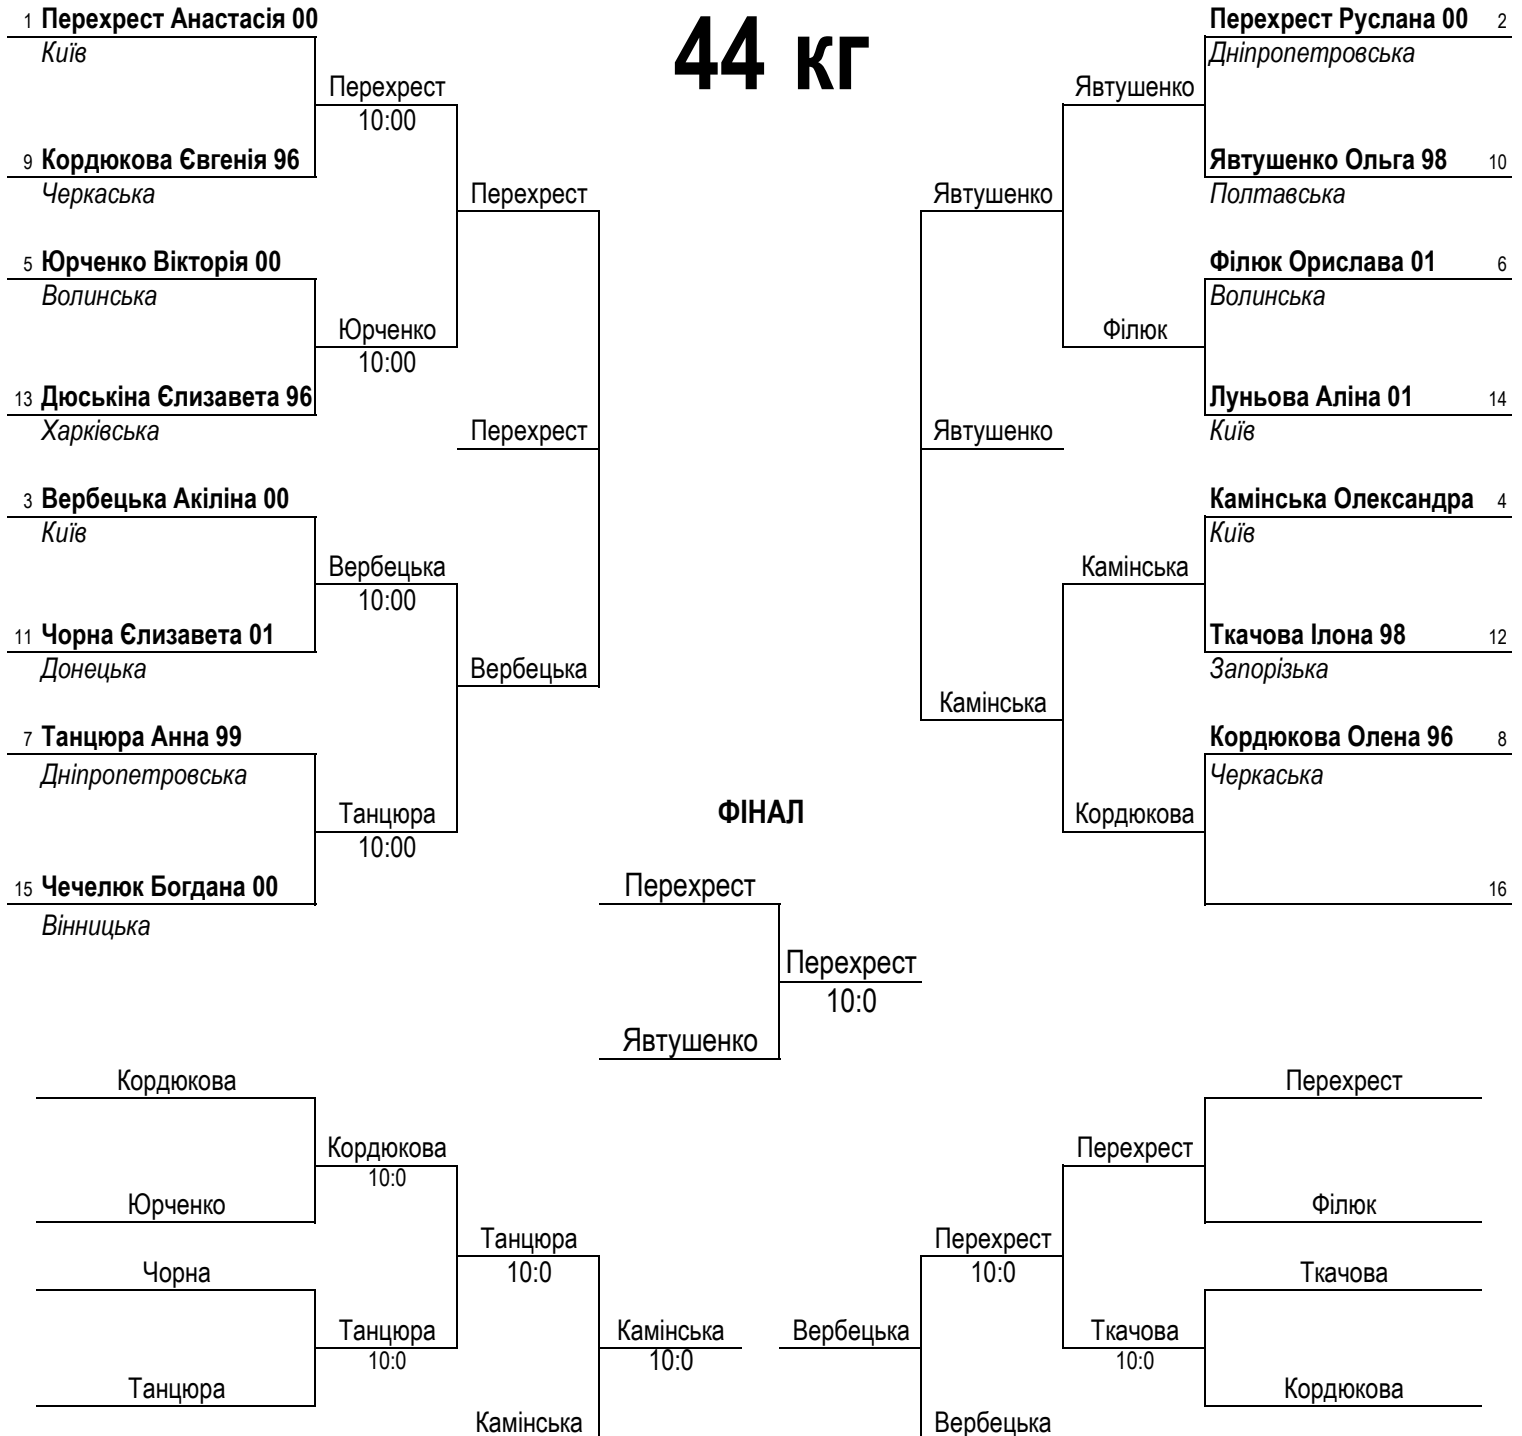 44 кг
1 Перехрест Анастасія 00
Київ
Перехрест
10:00
9 Кордюкова Євгенія 96
Черкаська
Перехрест
5 Юрченко Вікторія 00
Волинська
Юрченко
10:00
13 Дюськіна Єлизавета 96
Харківська
Перехрест
3 Вербецька Акіліна 00
Київ
Вербецька
10:00
11 Чорна Єлизавета 01
Донецька
Вербецька
7 Танцюра Анна 99
Дніпропетровська
Танцюра
10:00
15 Чечелюк Богдана 00
Вінницька
Перехрест Руслана 00 2
Дніпропетровська
Явтушенко
Явтушенко Ольга 98 10
Полтавська
Явтушенко
Філюк Орислава 01 6
Волинська
Філюк
Луньова Аліна 01 14
Київ
Явтушенко
Камінська Олександра 4
Київ
Камінська
Ткачова Ілона 98 12
Запорізька
Камінська
Кордюкова Олена 96 8
Черкаська
Кордюкова
16
ФІНАЛ
Перехрест
Перехрест
10:0
Явтушенко
Кордюкова
Кордюкова
10:0
Юрченко
Танцюра
10:0
Чорна
Танцюра
10:0
Танцюра
Камінська
10:0
Камінська
Перехрест
Перехрест
Філюк
Перехрест
10:0
Ткачова
Ткачова
10:0
Кордюкова
Вербецька
Вербецька